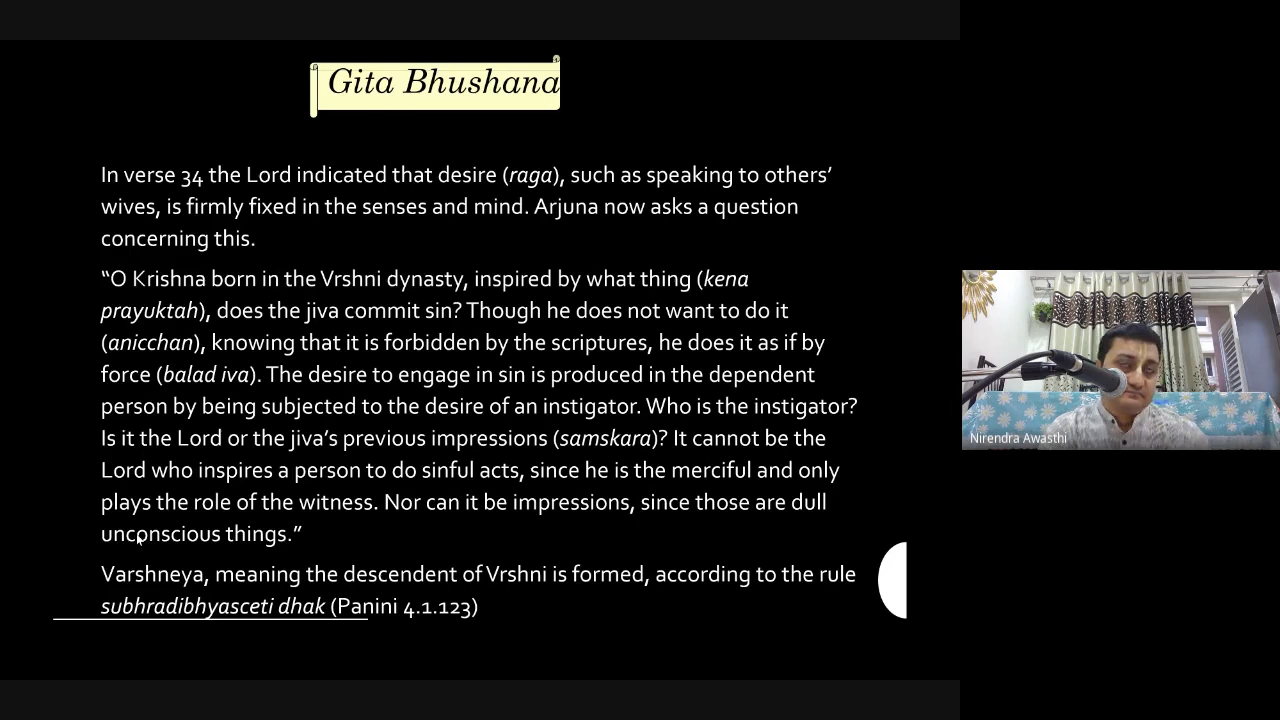 Gita Bhushana
In verse 34 the Lord indicated that desire (raga), such as speaking to others’
wives, is firmly fixed in the senses and mind. Arjuna now asks a question
concerning this.
“O Krishna born in the Vrshni dynasty, inspired by what thing (kena
prayuktah), does the jiva commit sin? Though he does not want to do it
(anicchan), knowing that it is forbidden by the scriptures, he does it as if by
force (balad iva). The desire to engage in sin is produced in the dependent
person by being subjected to the desire of an instigator. Who is the instigator?
Is it the Lord or the jiva’s previous impressions (samskara)? It cannot be the
Lord who inspires a person to do sinful acts, since he is the merciful and only
plays the role of the witness. Nor can it be impressions, since those are dull
unconscious things.”
Varshneya, meaning the descendent of Vrshni is formed, according to the rule
subhradibhyasceti dhak (Panini 4.1.123)
Nirendra Awasthi